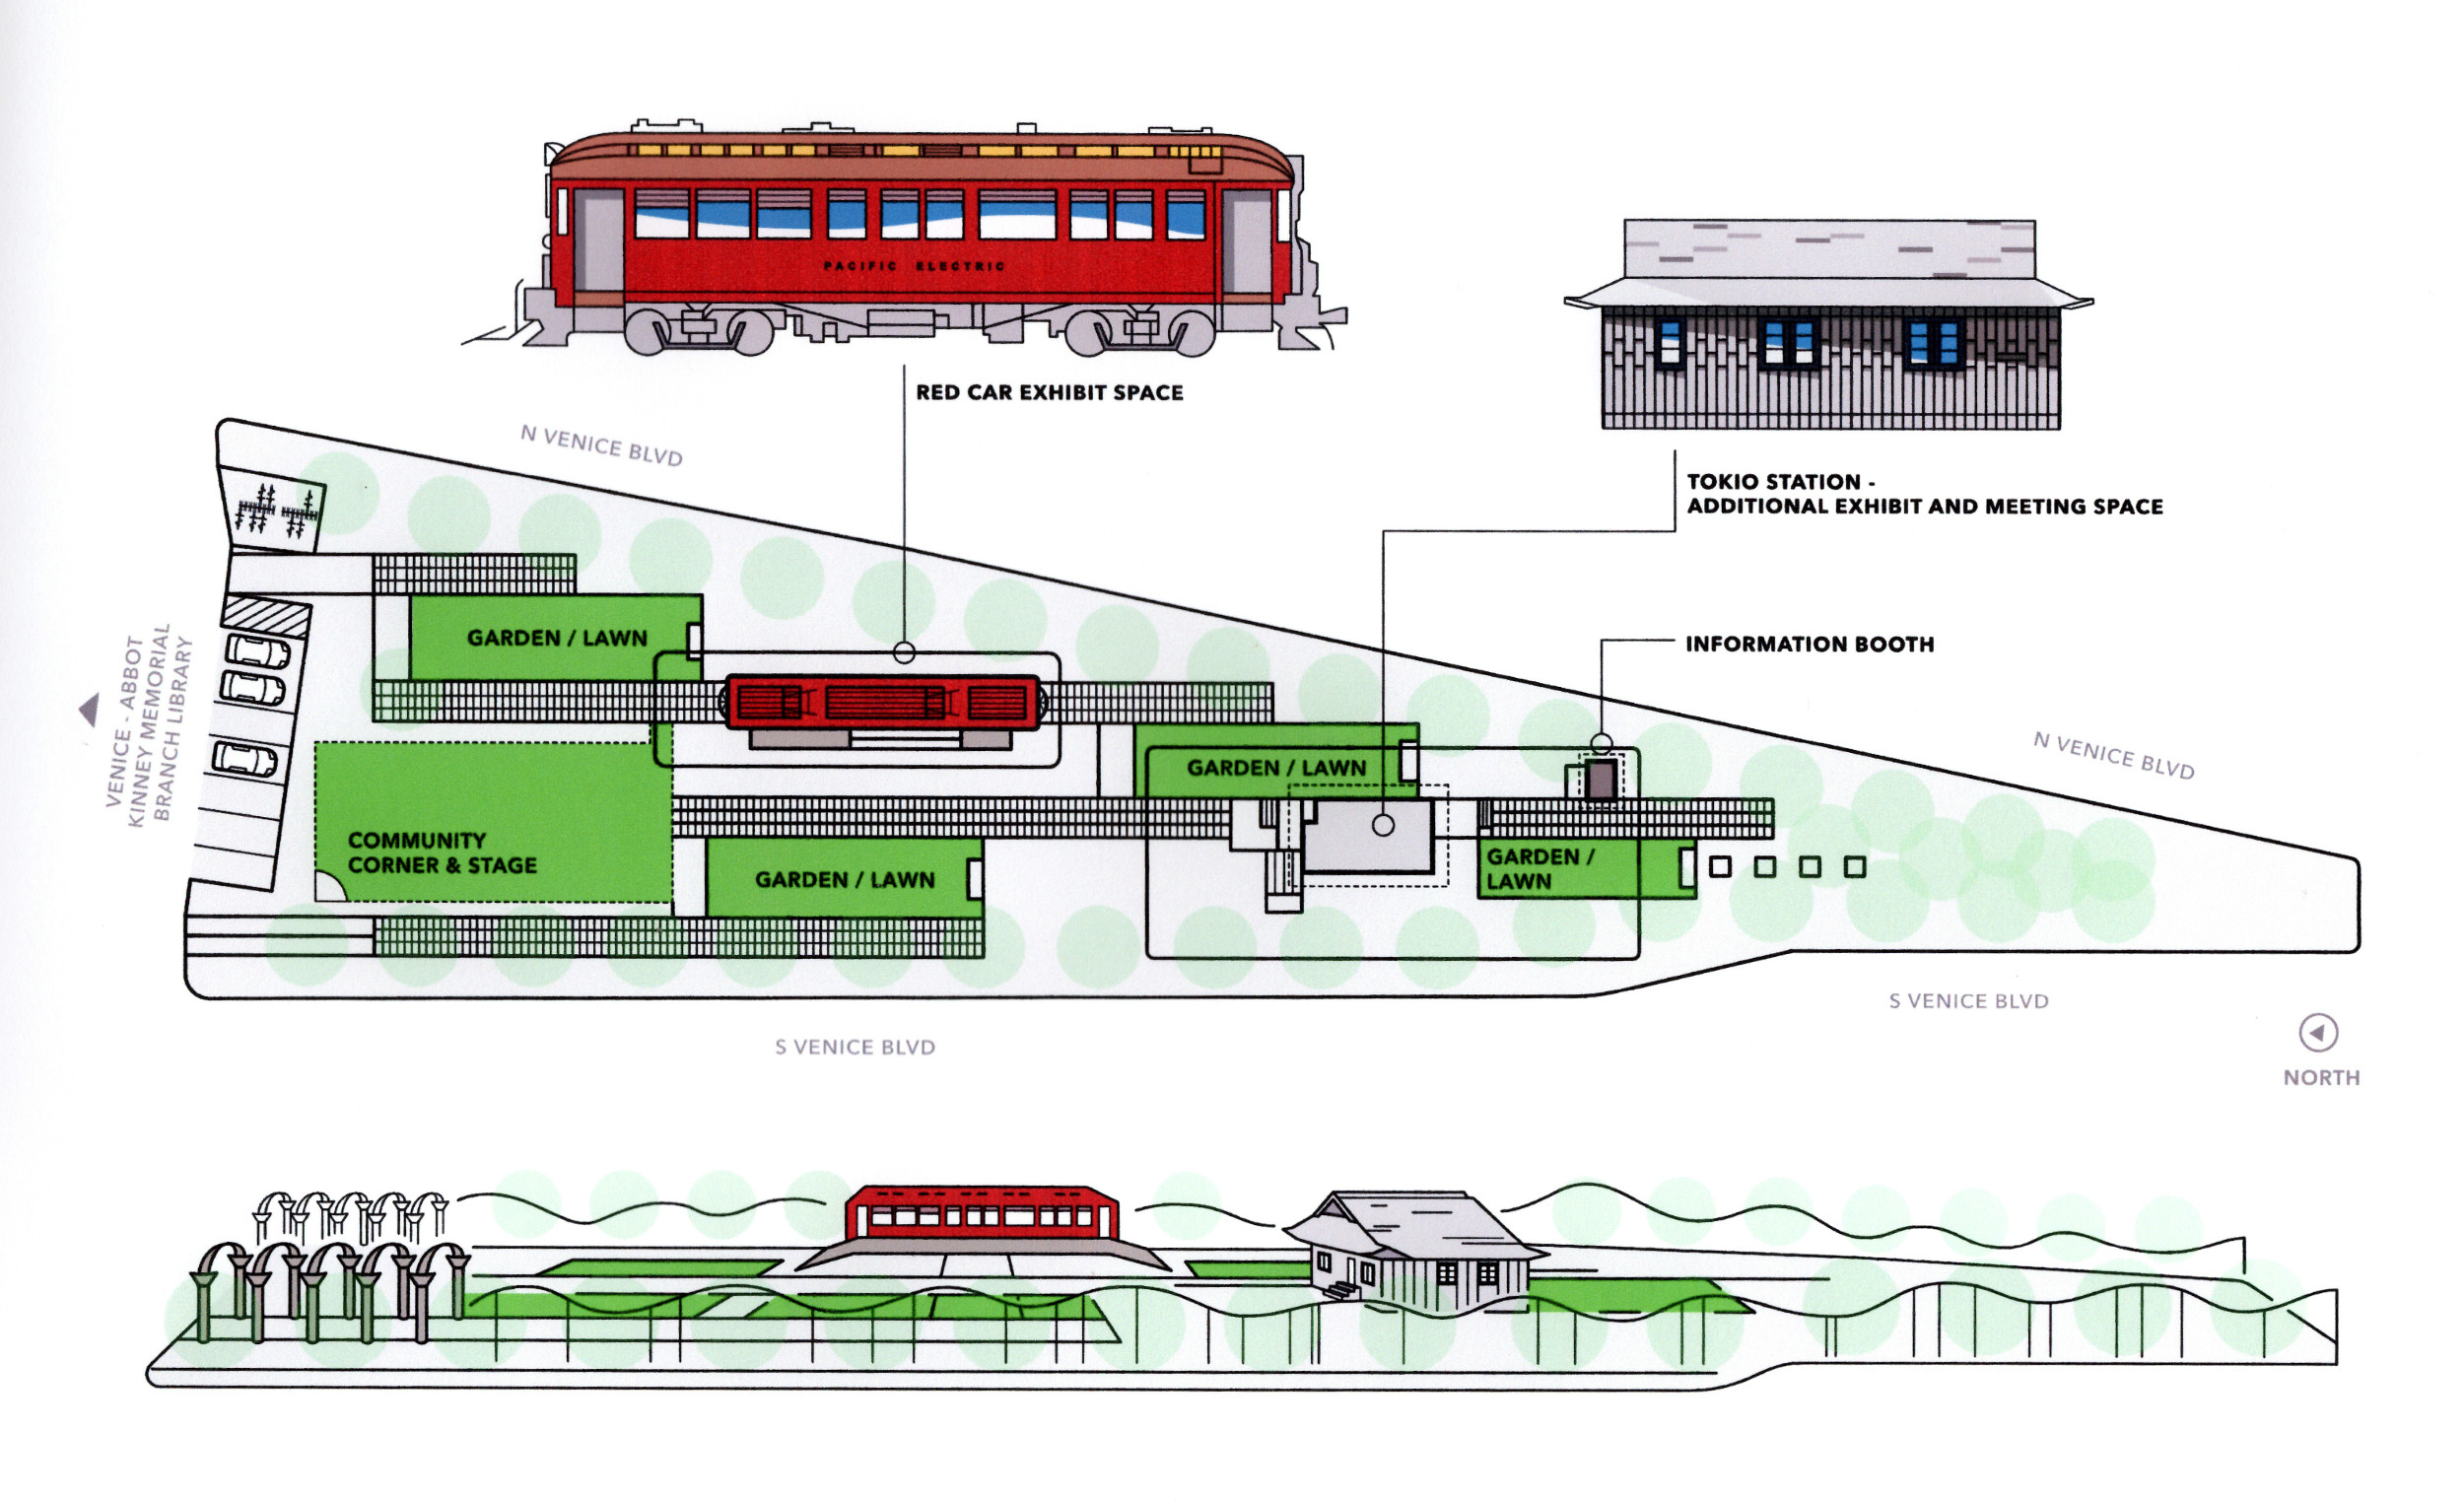 PACIFIC ELECTRIC
RED CAR EXHIBIT SPACE
N VENICE BLVD
TOKIO STATION -
ADDITIONAL EXHIBIT AND MEETING SPACE
INFORMATION BOOTH
GARDEN / LAWN
VENICE - ABBOT
KINNEY MEMORIAL
BRANCH LIBRARY
N VENICE BLVD
GARDEN / LAWN
COMMUNITY
CORNER & STAGE
GARDEN / LAWN
GARDEN /
LAWN
S VENICE BLVD
S VENICE BLVD
NORTH